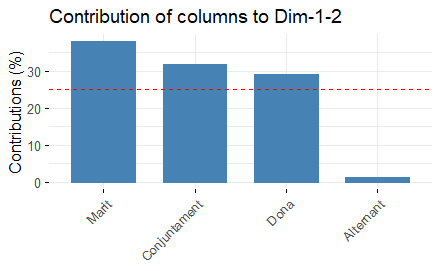 Contribution of columns to Dim-1-2
Contributions (%)
30
20
10
0
Marit
Conjuntament
Dona
Alternant